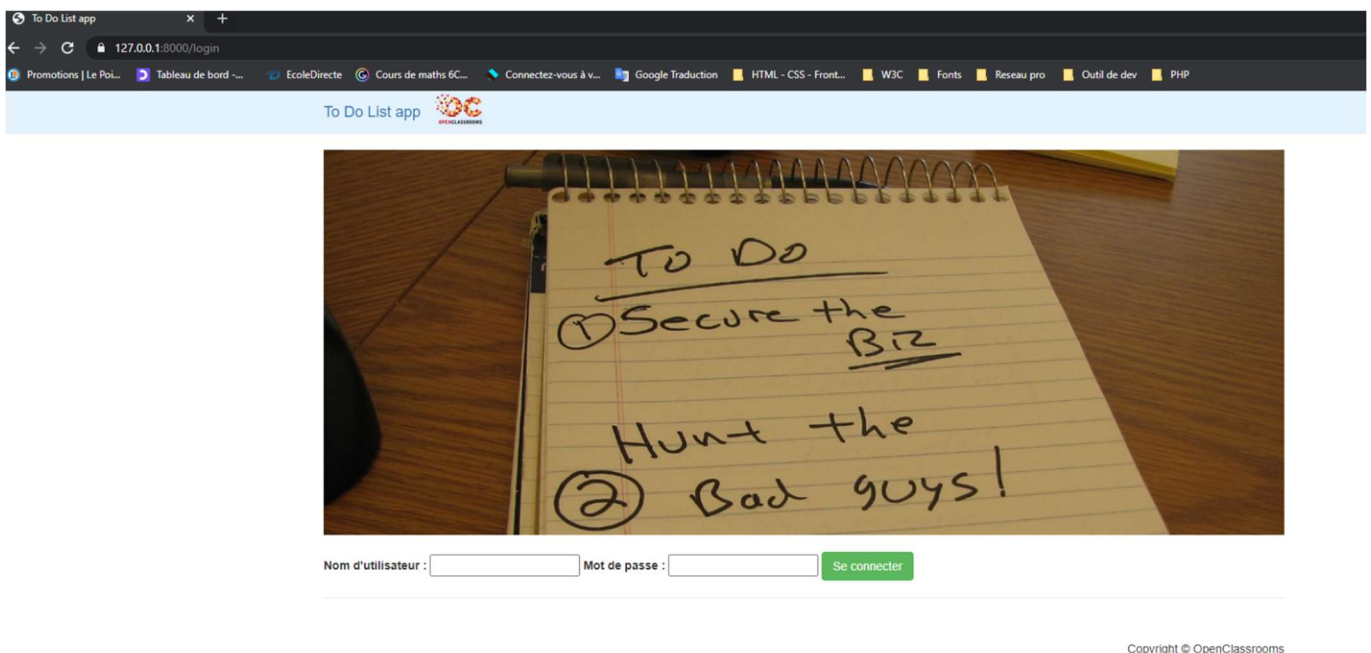 To Do List app
127.0.0.1:8000/login
Promotions | Le Poi... Tableau de bord -... EcoleDirecte Cours de maths 6C... Connectez-vous à v... Google Traduction HTML - CSS - Front... W3C Fonts Reseau pro Outil de dev PHP
To Do List app OC
OPENCLASSROOMS
To Do
1 Secure the
Biz
Hunt the
2 Bad guys!
Nom d'utilisateur : Mot de passe : Se connecter
Copyright © OpenClassrooms